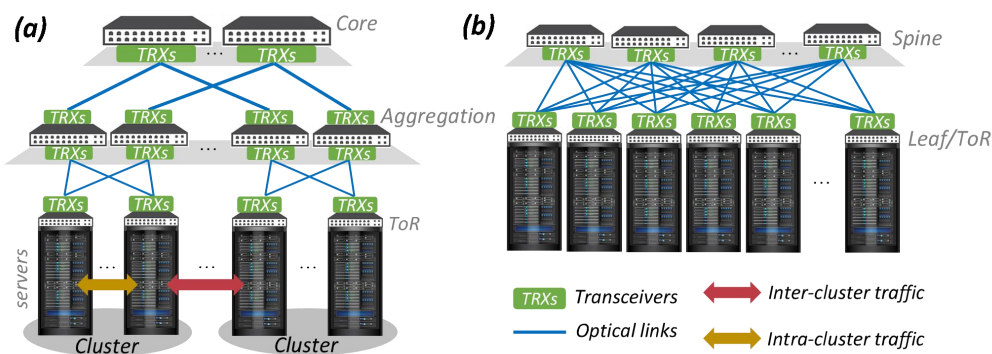 (a)
Core
TRXs ... TRXs
TRXs TRXs TRXs TRXs Aggregation
...
TRXs TRXs TRXs TRXs
TRXs TRXs TRXs TRXs
ToR
servers
... ... ...
Cluster Cluster
(b)
... Spine
TRXs TRXs TRXs TRXs
TRXs TRXs TRXs TRXs TRXs TRXs
Leaf/ToR
...
TRXs Transceivers
Optical links
Inter-cluster traffic
Intra-cluster traffic